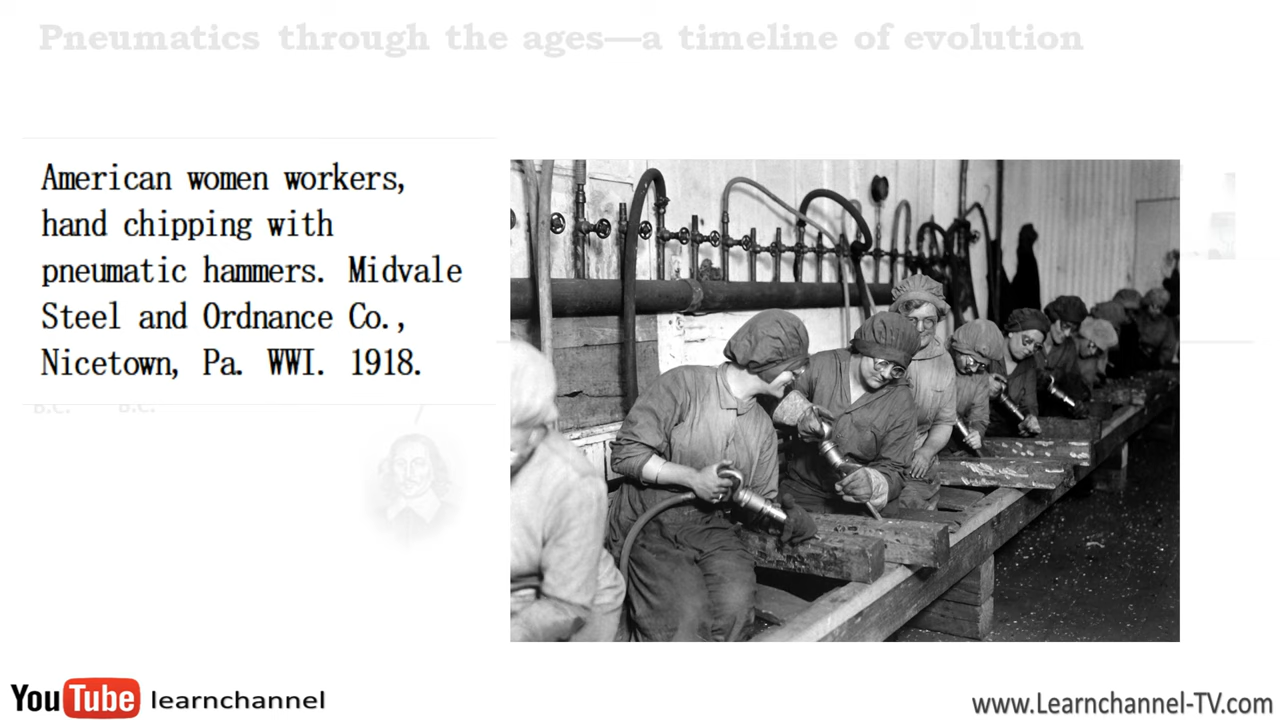 Pneumatics through the ages—a timeline of evolution
American women workers,
hand chipping with
pneumatic hammers. Midvale
Steel and Ordnance Co.,
Nicetown, Pa. WWI. 1918.
B.C. B.C.
YouTube learnchannel
www.Learnchannel-TV.com